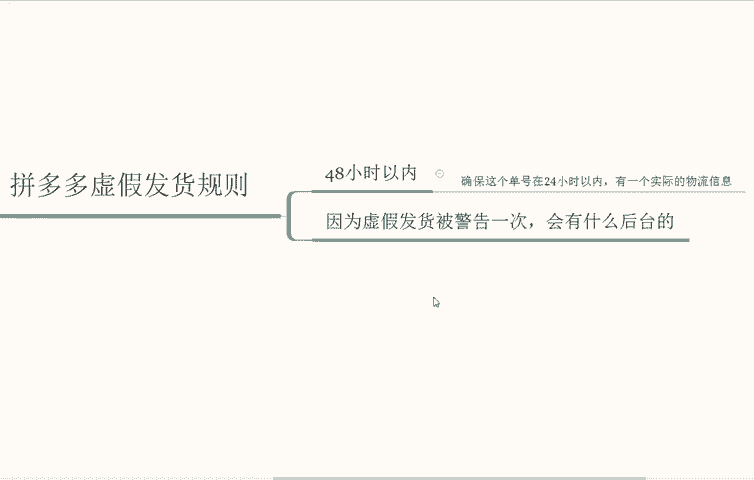 拼多多虚假发货规则
48小时以内
确保这个单号在24小时以内，有一个实际的物流信息
因为虚假发货被警告一次，会有什么后台的